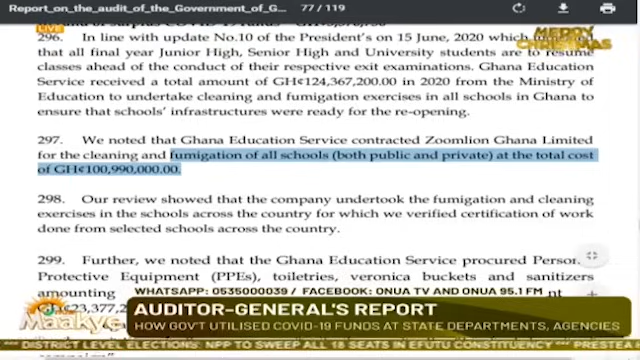 Report_on_the_audit_of_the_Government_of_G...
77 / 119
LIVE
MERRY
CHRISTMAS
296. In line with update No.10 of the President's on 15 June, 2020 which
that all final year Junior High, Senior High and University students are to resume
classes ahead of the conduct of their respective exit examinations. Ghana Education
Service received a total amount of GH¢124,367,200.00 in 2020 from the Ministry of
Education to undertake cleaning and fumigation exercises in all schools in Ghana to
ensure that schools' infrastructures were ready for the re-opening.
297. We noted that Ghana Education Service contracted Zoomlion Ghana Limited
for the cleaning and fumigation of all schools (both public and private) at the total cost
of GH¢100,990,000.00.
298. Our review showed that the company undertook the fumigation and cleaning
exercises in the schools across the country for which we verified certification of work
done from selected schools across the country.
299. Further, we noted that the Ghana Education Service procured Person
Protective Equipment (PPEs), toiletries, veronica buckets and sanitizers
amounting
WHATSAPP: 0535000039 / FACEBOOK: ONUA TV AND ONUA 95.1 FM
GH¢23,377,2
Maakye
AUDITOR-GENERAL'S REPORT
HOW GOV'T UTILISED COVID-19 FUNDS AT STATE DEPARTMENTS, AGENCIES
DISTRICT LEVEL ELECTIONS: NPP TO SWEEP ALL 18 SEATS IN EFUTU CONSTITUENCY PRESTEA